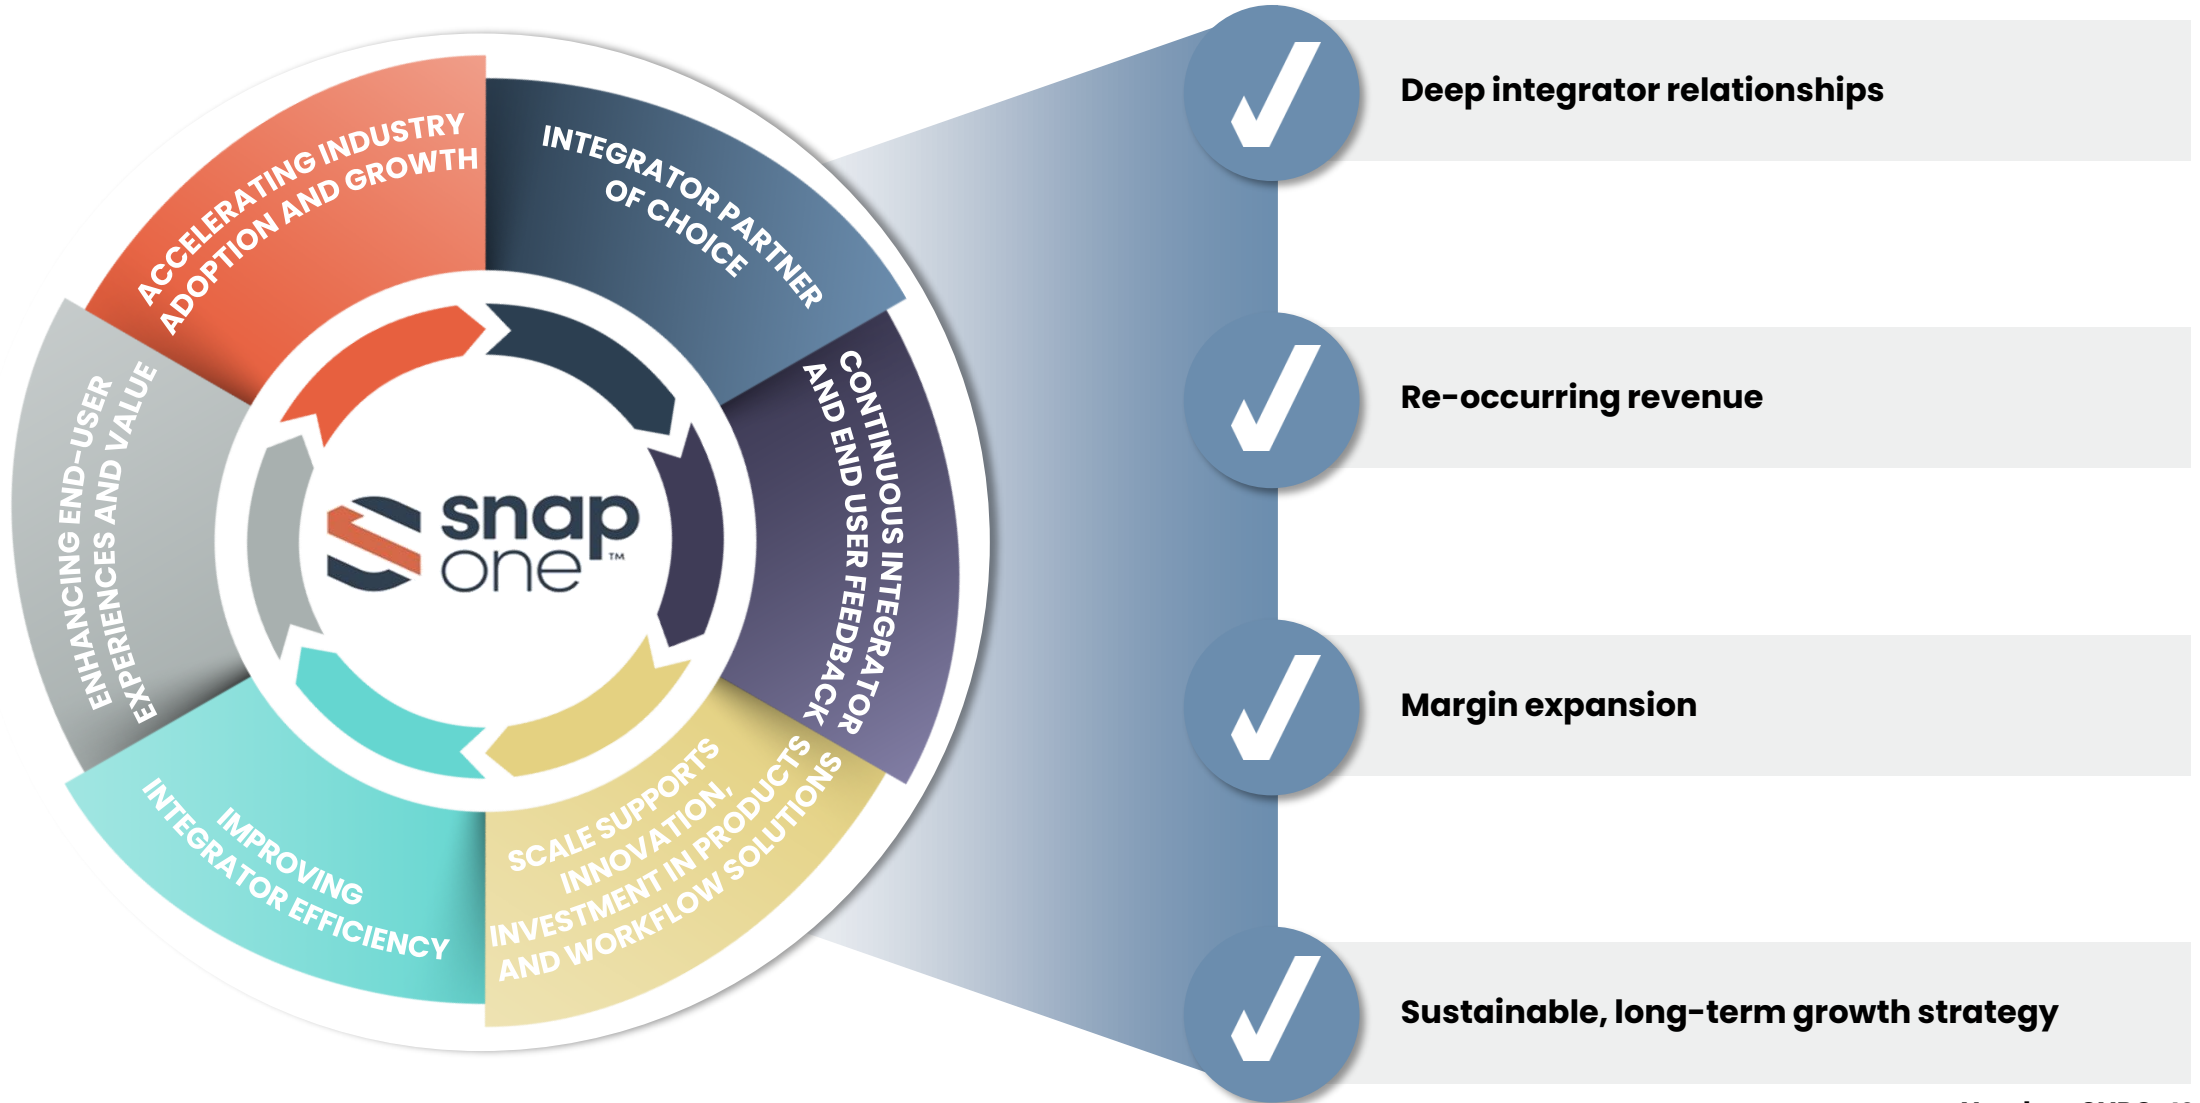 ACCELERATING INDUSTRY
ADOPTION AND GROWTH
INTEGRATOR PARTNER
OF CHOICE
CONTINUOUS INTEGRATOR
AND END USER FEEDBACK
SCALE SUPPORTS
INNOVATION,
INVESTMENT IN PRODUCTS
AND WORKFLOW SOLUTIONS
IMPROVING
INTEGRATOR EFFICIENCY
ENHANCING END-USER
EXPERIENCES AND VALUE
snap
one™
Deep integrator relationships
Re-occurring revenue
Margin expansion
Sustainable, long-term growth strategy